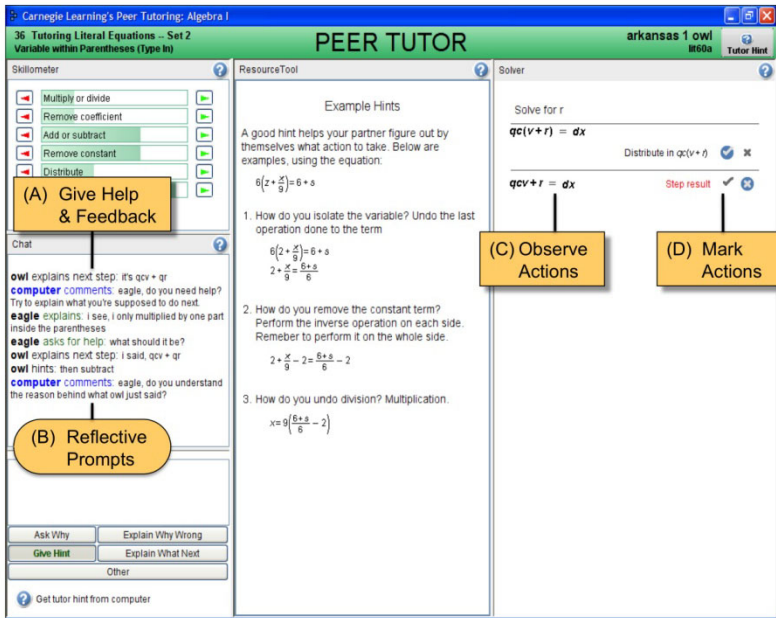 Carnegie Learning's Peer Tutoring: Algebra I
36 Tutoring Literal Equations -- Set 2
Variable within Parentheses (Type In)
PEER TUTOR
arkansas 1 owl
lit60a
Tutor Hint
Skillometer
Multiply or divide
Remove coefficient
Add or subtract
Remove constant
Distribute
(A) Give Help
& Feedback
Chat
owl explains next step: it's qcv + qr
computer comments: eagle, do you need help?
Try to explain what you're supposed to do next.
eagle explains: i see, i only multiplied by one part
inside the parentheses
eagle asks for help: what should it be?
owl explains next step: i said, qcv + qr
owl hints: then subtract
computer comments: eagle, do you understand
the reason behind what owl just said?
(B) Reflective
Prompts
Ask Why
Explain Why Wrong
Give Hint
Explain What Next
Other
Get tutor hint from computer
ResourceTool
Example Hints
A good hint helps your partner figure out by
themselves what action to take. Below are
examples, using the equation:
6(z+x/9)=6+s
1. How do you isolate the variable? Undo the last
operation done to the term
6(2+x/9)=6+s
2+x/9=(6+s)/6
2. How do you remove the constant term?
Perform the inverse operation on each side.
Remeber to perform it on the whole side.
2+x/9-2=(6+s)/6-2
3. How do you undo division? Multiplication.
x=9((6+s)/6-2)
Solver
Solve for r
qc(v+r) = dx
Distribute in qc(v+r)
qcv+r = dx
Step result
(C) Observe
Actions
(D) Mark
Actions